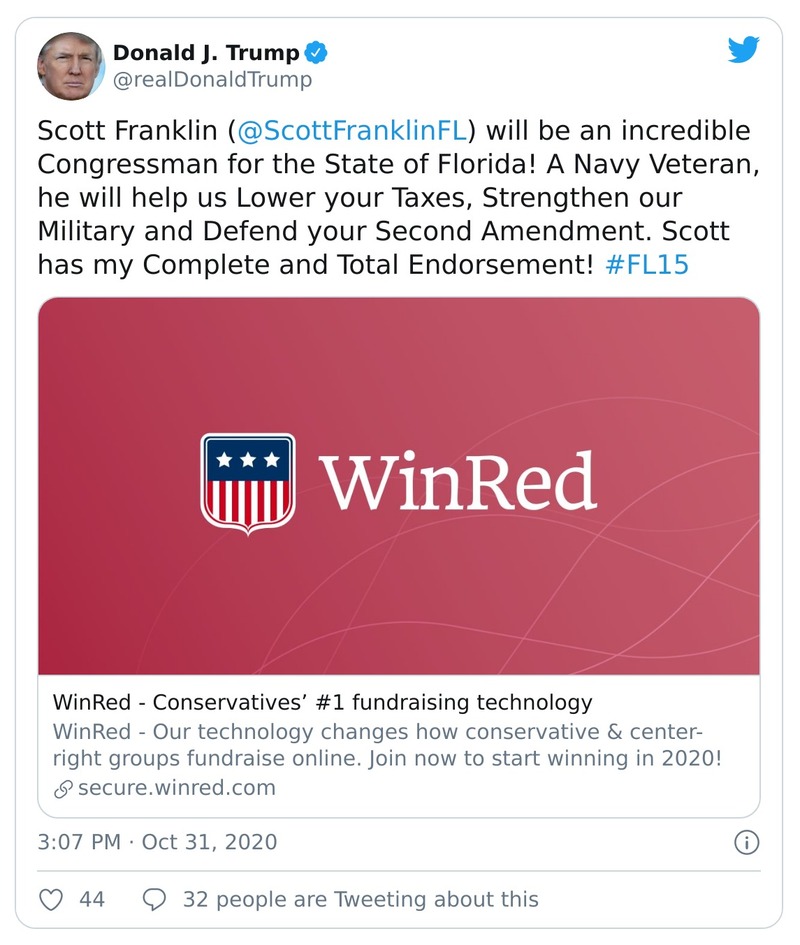 Donald J. Trump
@realDonaldTrump
Scott Franklin (@ScottFranklinFL) will be an incredible
Congressman for the State of Florida! A Navy Veteran,
he will help us Lower your Taxes, Strengthen our
Military and Defend your Second Amendment. Scott
has my Complete and Total Endorsement! #FL15
WinRed
WinRed - Conservatives’ #1 fundraising technology
WinRed - Our technology changes how conservative & center-
right groups fundraise online. Join now to start winning in 2020!
secure.winred.com
3:07 PM · Oct 31, 2020
44 32 people are Tweeting about this